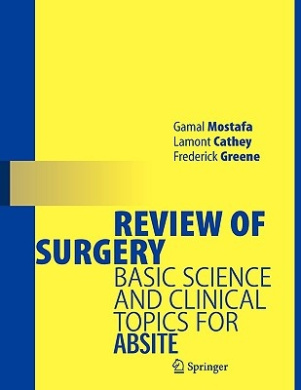 Gamal Mostafa
Lamont Cathey
Frederick Greene
REVIEW OF
SURGERY
BASIC SCIENCE
AND CLINICAL
TOPICS FOR
ABSITE
Springer